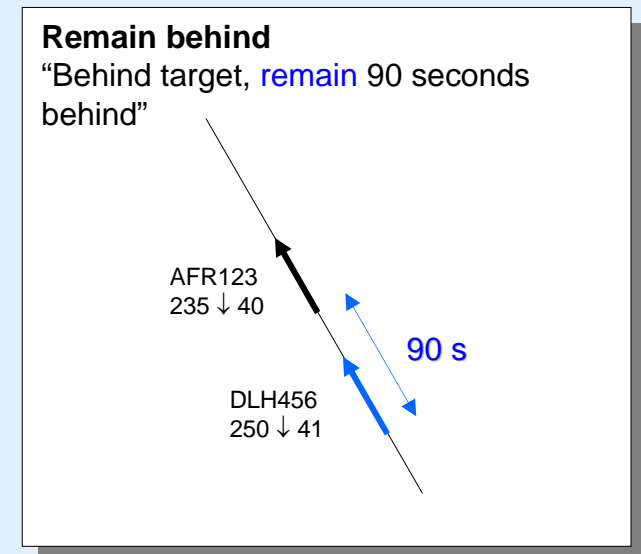 Remain behind
“Behind target, remain 90 seconds
behind”
AFR123
235 ↓ 40
90 s
DLH456
250 ↓ 41